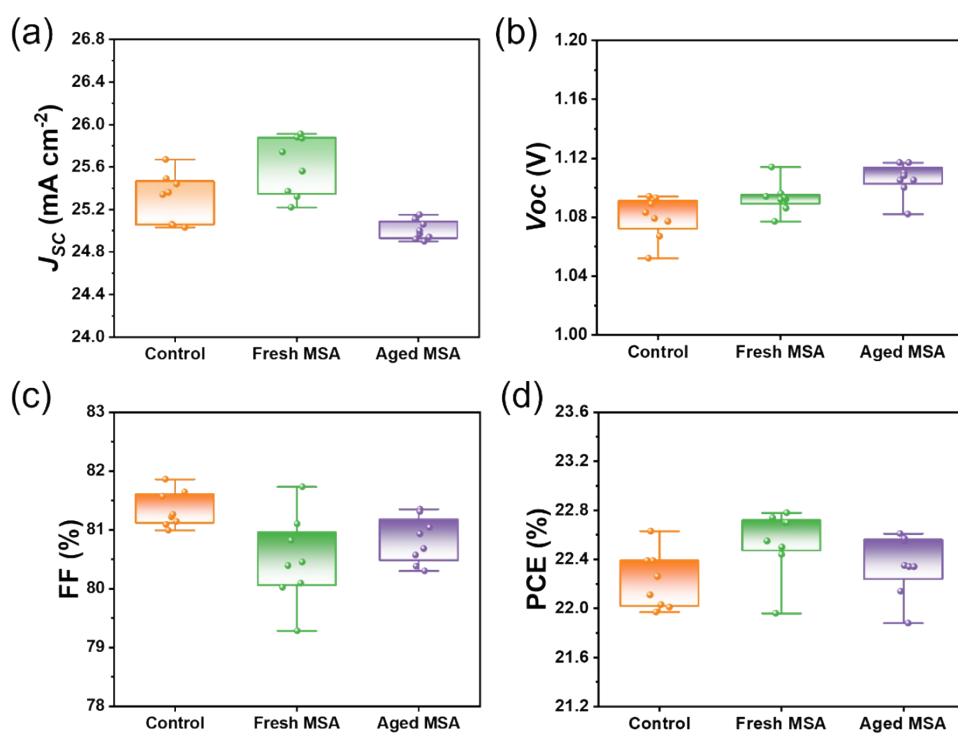 (a)
26.8
26.4
26.0
25.6
25.2
24.8
24.4
24.0
J_SC (mA cm⁻²)
Control Fresh MSA Aged MSA
(b)
1.20
1.16
1.12
1.08
1.04
1.00
Voc (V)
Control Fresh MSA Aged MSA
(c)
83
82
81
80
79
78
FF (%)
Control Fresh MSA Aged MSA
(d)
23.6
23.2
22.8
22.4
22.0
21.6
21.2
PCE (%)
Control Fresh MSA Aged MSA